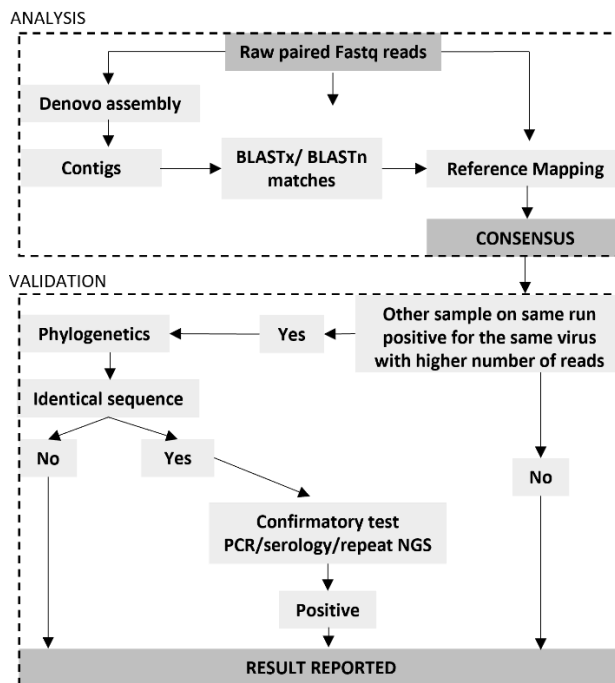 ANALYSIS
Raw paired Fastq reads
Denovo assembly
Contigs
BLASTx/ BLASTn
matches
Reference Mapping
CONSENSUS
VALIDATION
Other sample on same run
positive for the same virus
with higher number of reads
Yes
Phylogenetics
Identical sequence
No
Yes
No
Confirmatory test
PCR/serology/repeat NGS
Positive
RESULT REPORTED